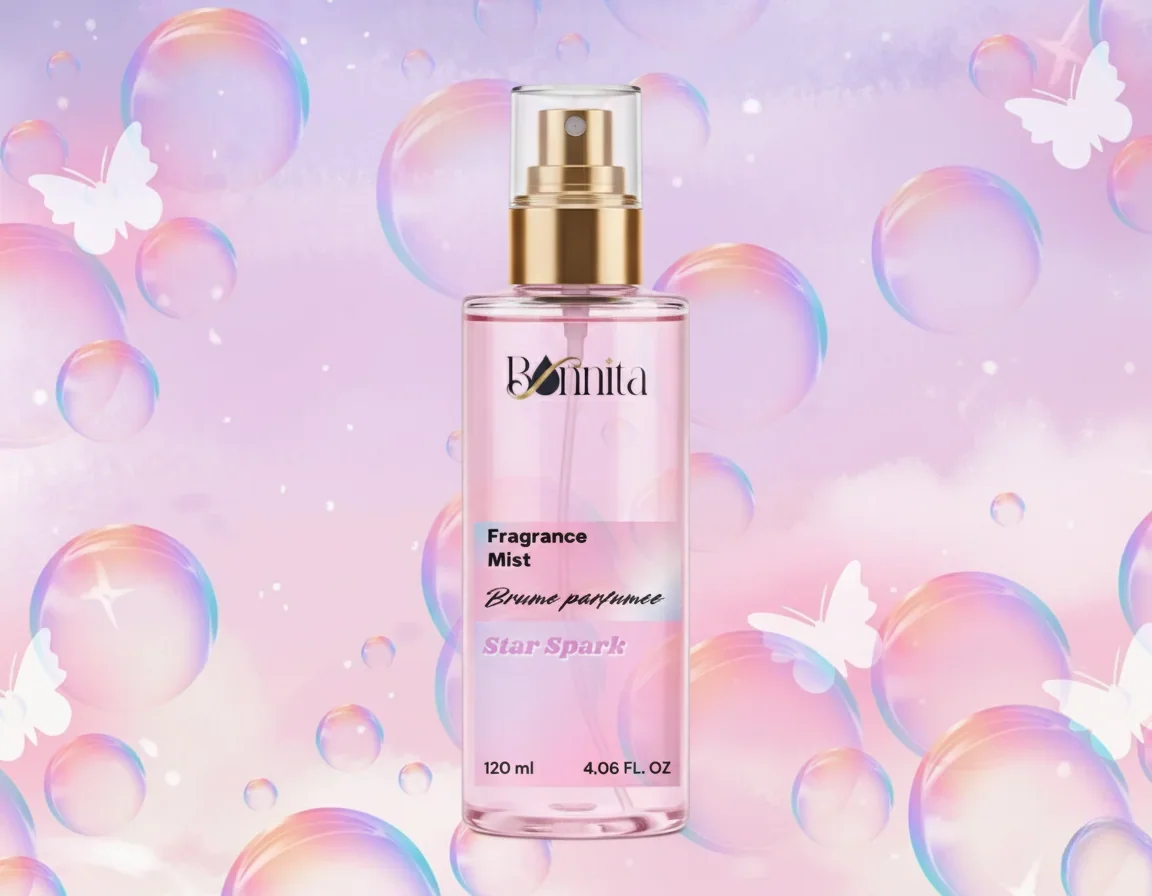 Bonnita
Fragrance
Mist
Brume parfumee
Star Spark
120 ml 4.06 FL. OZ